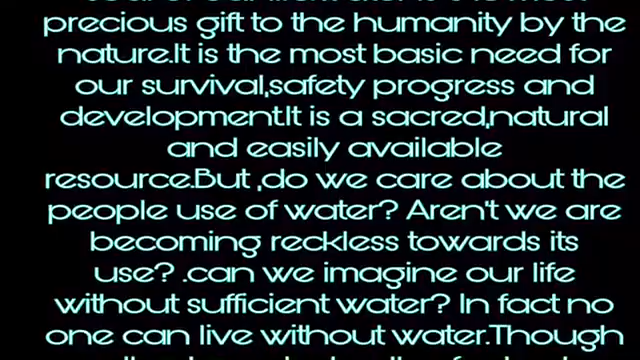 precious gift to the humanity by the
nature.It is the most basic need for
our survival,safety progress and
development.It is a sacred,natural
and easily available
resource.But ,do we care about the
people use of water? Aren't we are
becoming reckless towards its
use? .can we imagine our life
without sufficient water? In fact no
one can live without water.Though